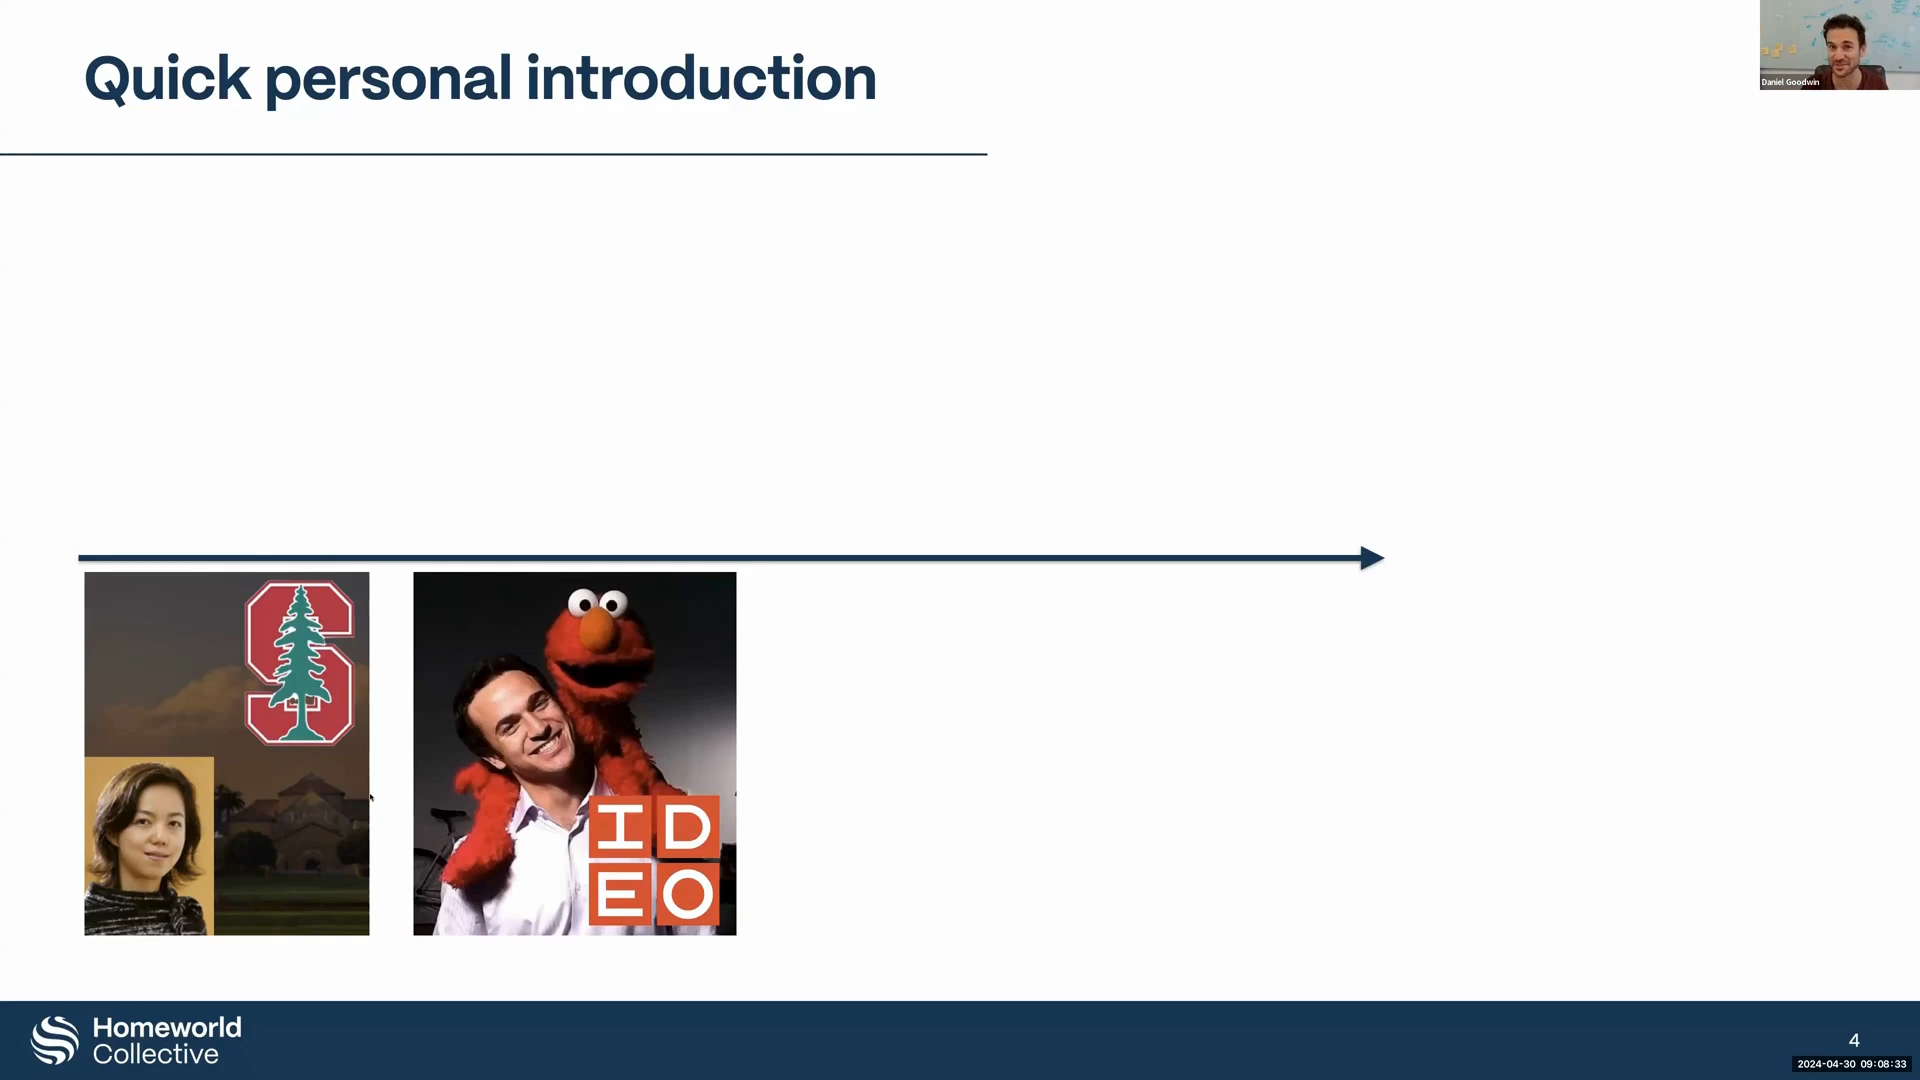 Quick personal introduction
Daniel Goodwin
S
I D
E O
Homeworld
Collective
4
2024-04-30 09:08:33